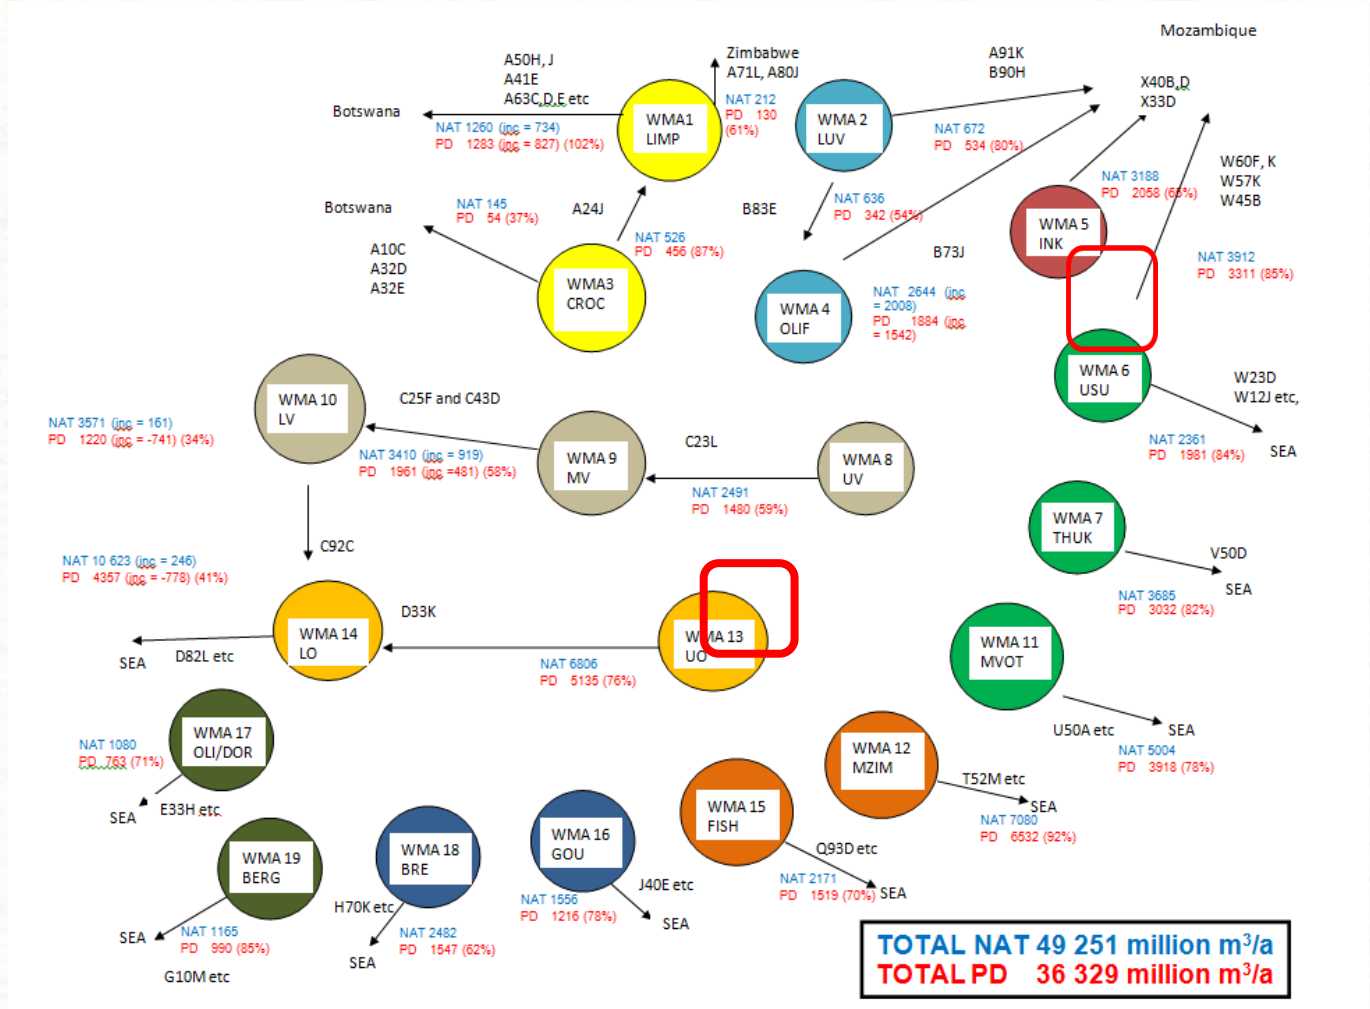 Mozambique
A50H, J
A41E
A63C,D,E etc
Zimbabwe
A71L, A80J
A91K
B90H
X40B,D
X33D
Botswana
NAT 1260 (inc = 734)
PD 1283 (inc = 827) (102%)
WMA1
LIMP
NAT 212
PD 130
(61%)
WMA 2
LUV
NAT 672
PD 534 (80%)
W60F, K
W57K
W45B
NAT 3188
PD 2058 (65%)
Botswana
NAT 145
PD 54 (37%)
A24J
NAT 526
PD 456 (87%)
B83E
NAT 636
PD 342 (54%)
WMA 5
INK
A10C
A32D
A32E
WMA3
CROC
B73J
NAT 3912
PD 3311 (85%)
WMA 4
OLIF
NAT 2644 (inc
= 2008)
PD 1884 (inc
= 1542)
WMA 6
USU
W23D
W12J etc,
NAT 2361
PD 1981 (84%)
SEA
WMA 10
LV
C25F and C43D
NAT 3571 (inc = 161)
PD 1220 (inc = -741) (34%)
NAT 3410 (inc = 919)
PD 1961 (inc =481) (58%)
WMA 9
MV
C23L
NAT 2491
PD 1480 (59%)
WMA 8
UV
WMA 7
THUK
V50D
SEA
NAT 3685
PD 3032 (82%)
C92C
NAT 10 623 (inc = 246)
PD 4357 (inc = -778) (41%)
WMA 14
LO
D33K
SEA
D82L etc
NAT 6806
PD 5135 (76%)
WMA 13
UO
WMA 11
MVOT
U50A etc
SEA
NAT 5004
PD 3918 (78%)
WMA 17
OLI/DOR
NAT 1080
PD 763 (71%)
SEA
E33H etc
WMA 12
MZIM
T52M etc
SEA
NAT 7080
PD 6532 (92%)
WMA 15
FISH
Q93D etc
NAT 2171
PD 1519 (70%)
SEA
WMA 16
GOU
J40E etc
NAT 1556
PD 1216 (78%)
SEA
WMA 18
BRE
H70K etc
NAT 2482
PD 1547 (62%)
SEA
WMA 19
BERG
SEA
NAT 1165
PD 990 (85%)
G10M etc
TOTAL NAT 49 251 million m³/a
TOTAL PD 36 329 million m³/a